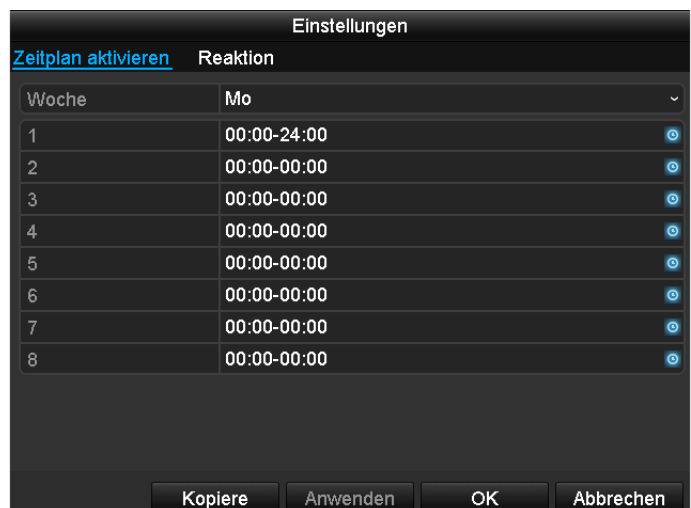 Einstellungen
Zeitplan aktivieren Reaktion
Woche Mo
1 00:00-24:00
2 00:00-00:00
3 00:00-00:00
4 00:00-00:00
5 00:00-00:00
6 00:00-00:00
7 00:00-00:00
8 00:00-00:00
Kopiere Anwenden OK Abbrechen